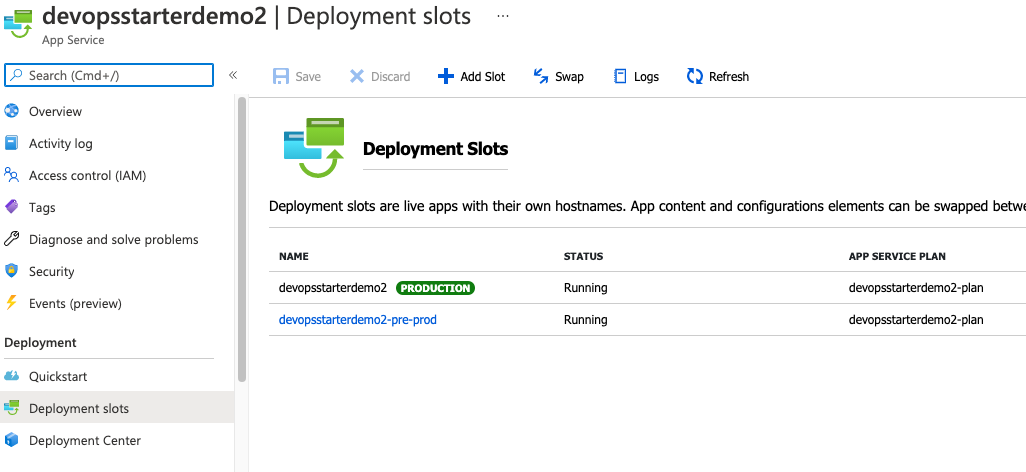 devopsstarterdemo2 | Deployment slots ...
App Service
Search (Cmd+/) «
Save Discard Add Slot Swap Logs Refresh
Overview
Activity log
Access control (IAM)
Tags
Diagnose and solve problems
Security
Events (preview)
Deployment
Quickstart
Deployment slots
Deployment Center
Deployment Slots
Deployment slots are live apps with their own hostnames. App content and configurations elements can be swapped betwe
NAME STATUS APP SERVICE PLAN
devopsstarterdemo2 PRODUCTION Running devopsstarterdemo2-plan
devopsstarterdemo2-pre-prod Running devopsstarterdemo2-plan